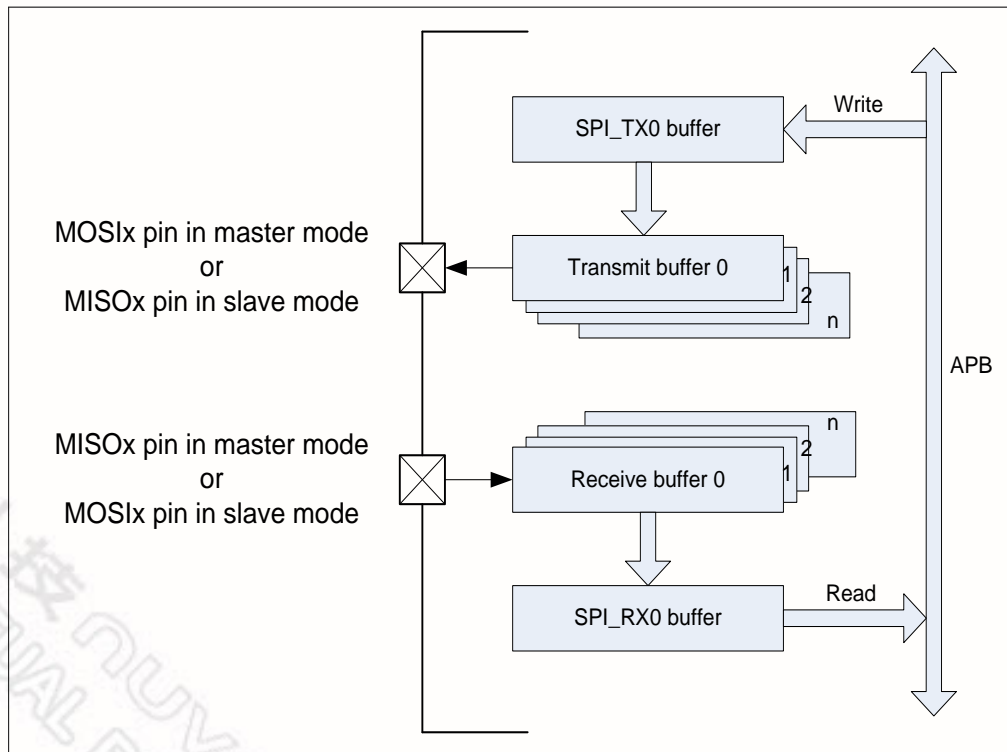 SPI_TX0 buffer
Write
MOSIx pin in master mode
or
MISOx pin in slave mode
Transmit buffer 0
1
2
n
APB
MISOx pin in master mode
or
MOSIx pin in slave mode
n
2
1
Receive buffer 0
SPI_RX0 buffer
Read
技 NUV